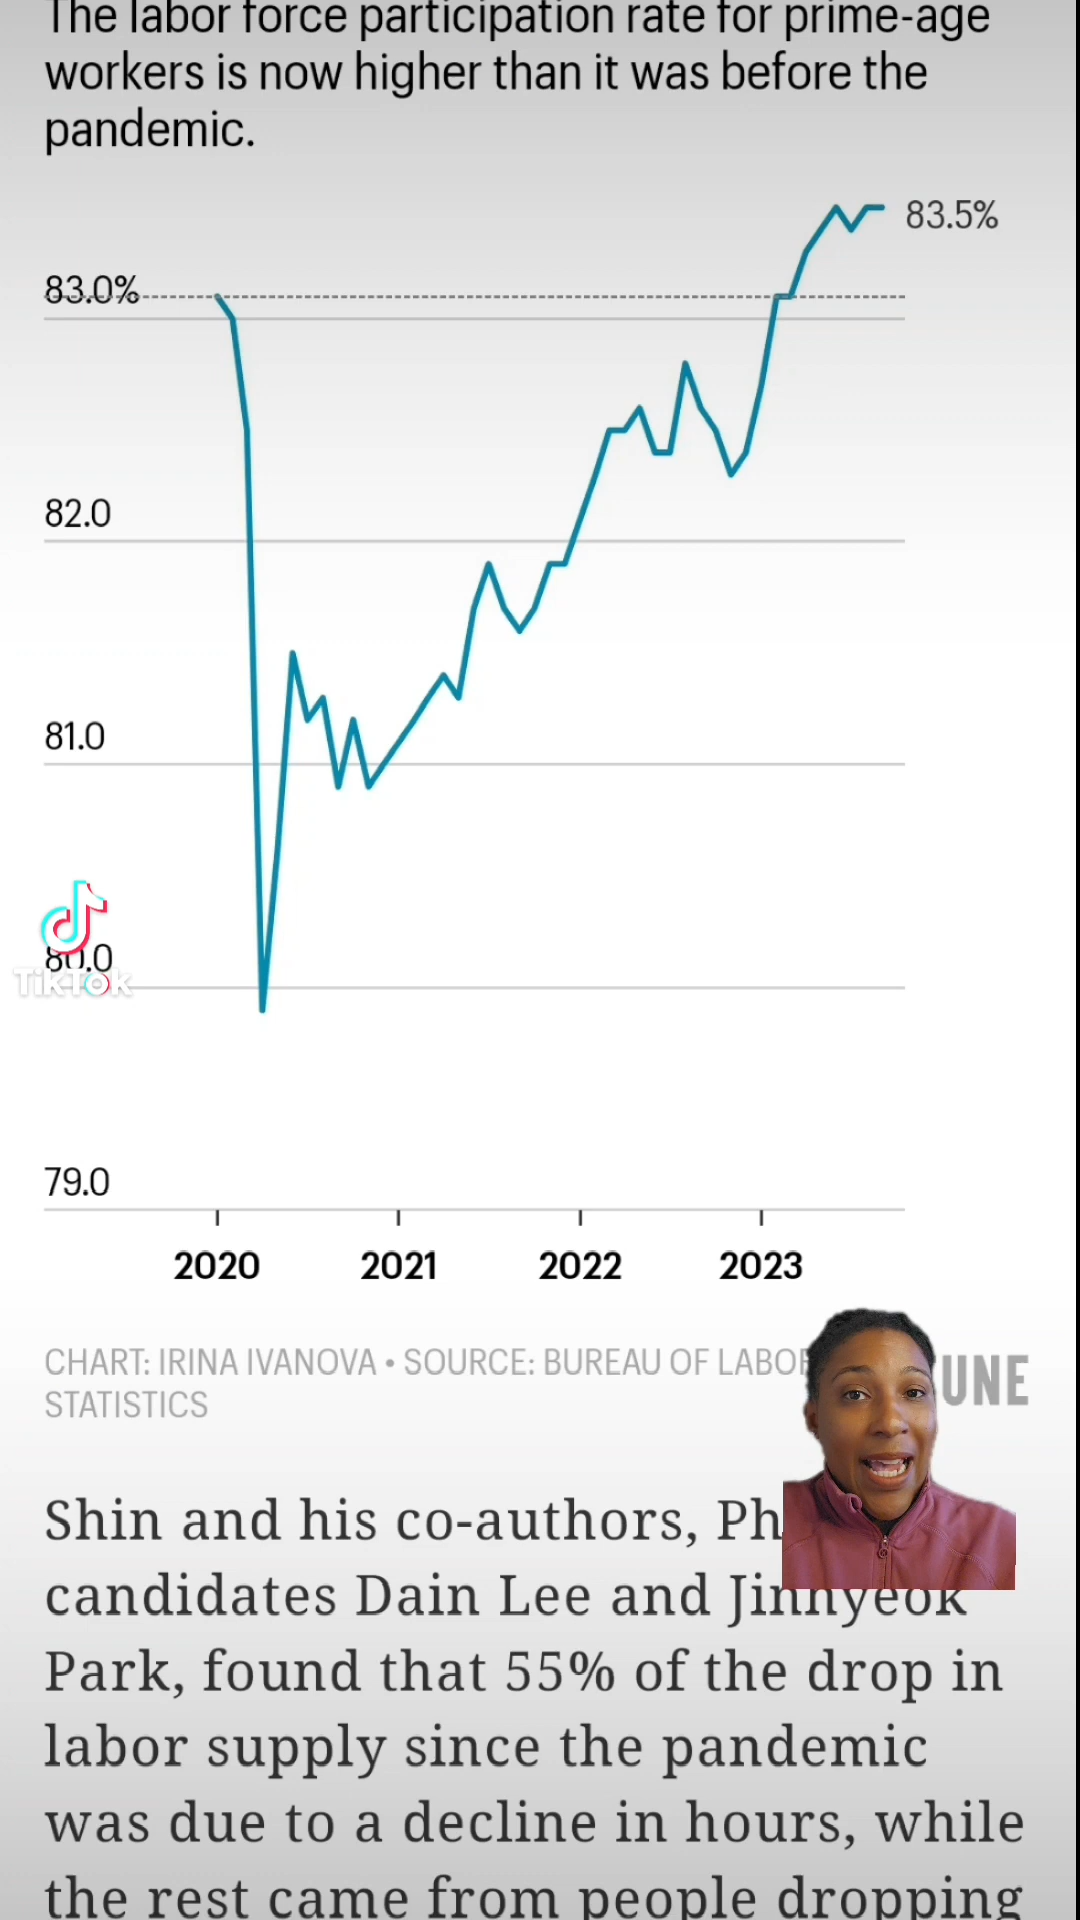 The labor force participation rate for prime-age
workers is now higher than it was before the
pandemic.
83.5%
83.0%
82.0
81.0
80.0
TikTok
79.0
2020 2021 2022 2023
CHART: IRINA IVANOVA • SOURCE: BUREAU OF LABOR
STATISTICS
UNE
Shin and his co-authors, Ph
candidates Dain Lee and Jinhyeok
Park, found that 55% of the drop in
labor supply since the pandemic
was due to a decline in hours, while
the rest came from people dropping